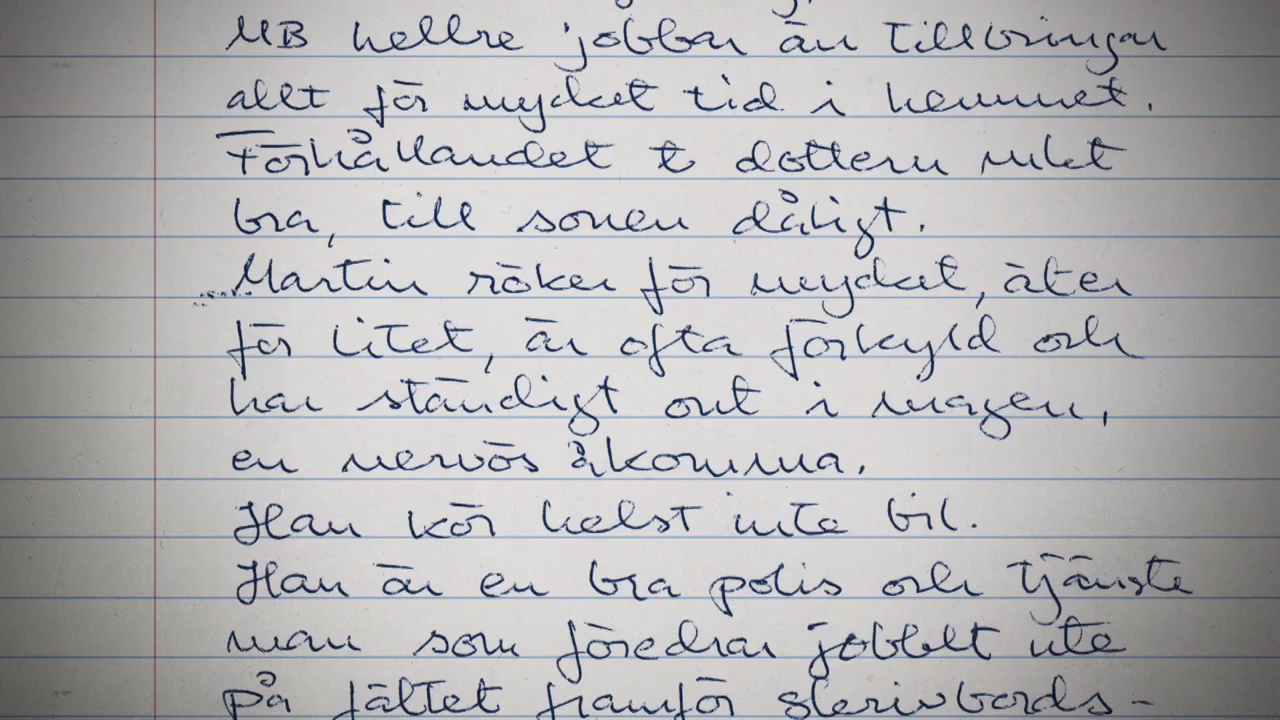 MB hellre jobbar än tillbringar
allt för mycket tid i hemmet.
Förhållandet t dottern rikt
bra, till sonen dåligt.
Martin röker för mycket, äter
för litet, är ofta förkyld och
har ständigt ont i magen,
en nervös åkomma.
Han kör helst inte bil.
Han är en bra polis och tjänste
man som föredrar jobbet ute
på fältet framför skrivbords-